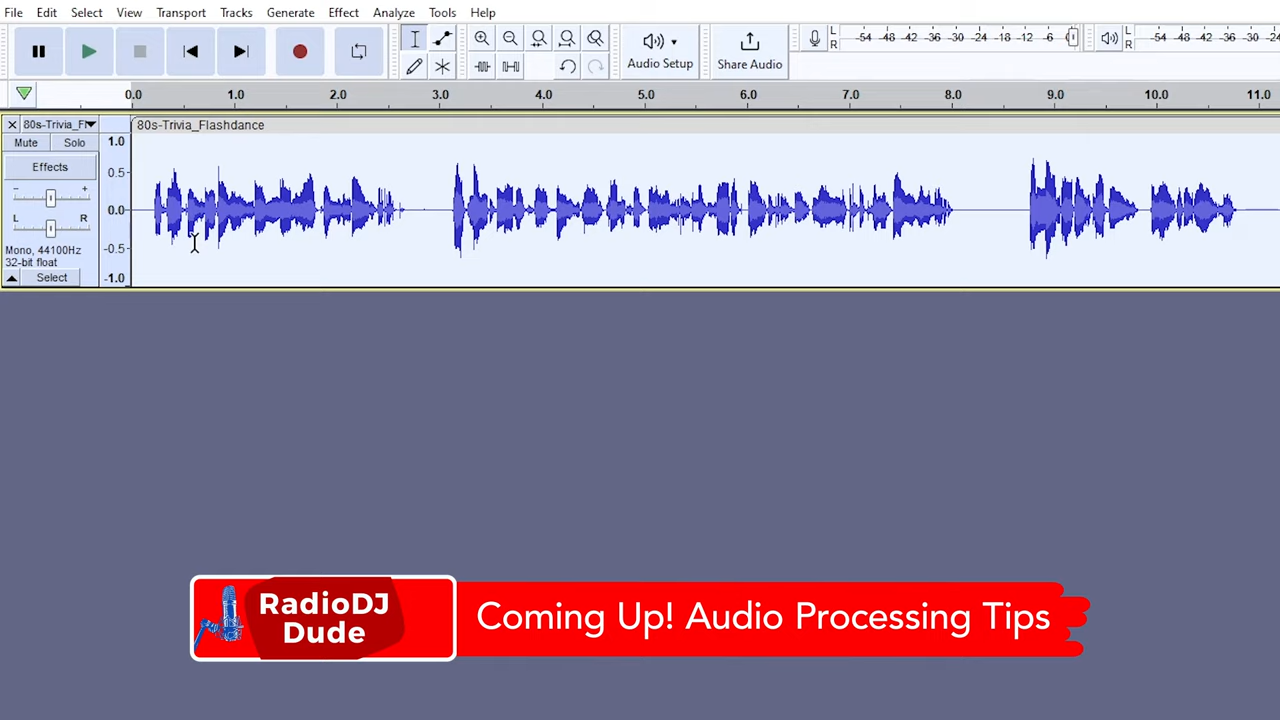 File Edit View Select Transport Tracks Generate Effect Analyze Tools Help
Audio Setup
Share Audio
L
R
-54 -48 -42 -36 -30 -24 -18 -12 -6
L
R
-54 -48 -42 -36 -30 -24
0.0 1.0 2.0 3.0 4.0 5.0 6.0 7.0 8.0 9.0 10.0 11.0
80s-Trivia_Fl
80s-Trivia_Flashdance
Mute Solo
Effects
- +
L R
Mono, 44100Hz
32-bit float
Select
1.0
0.5
0.0
-0.5
-1.0
RadioDJ
Dude
Coming Up! Audio Processing Tips